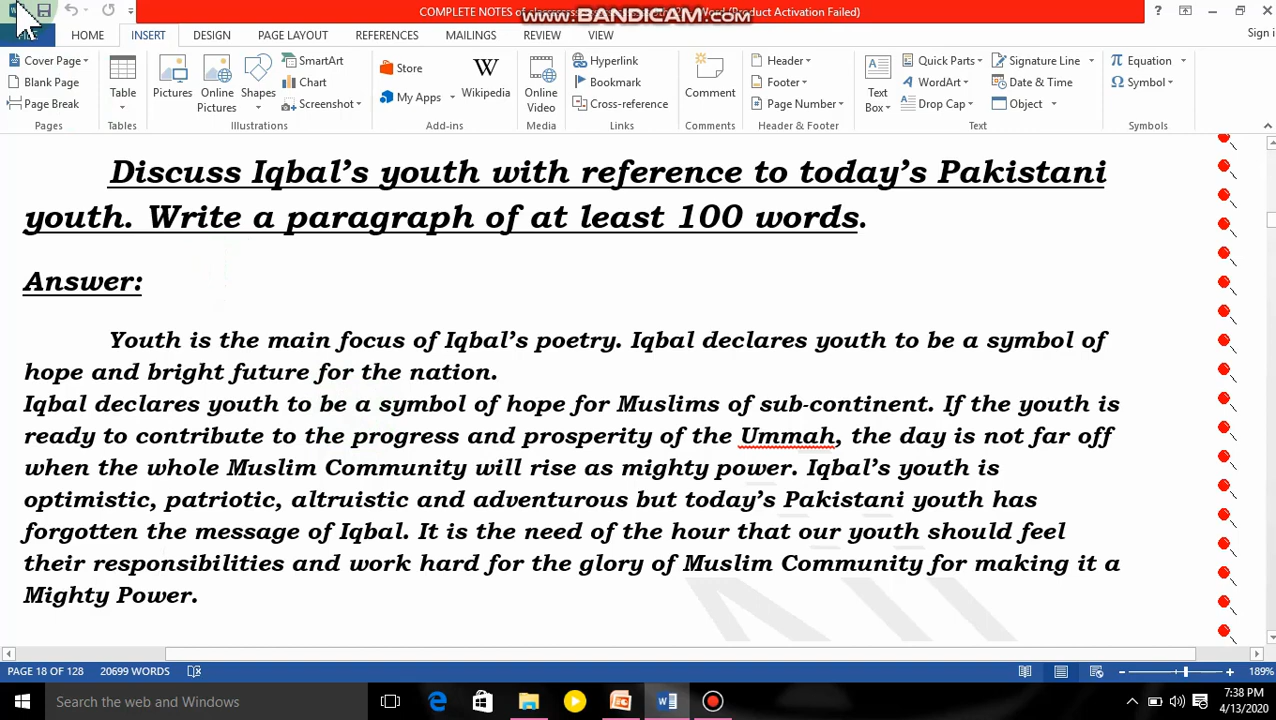 COMPLETE NOTES of class
www.BANDICAM.com
Word (Product Activation Failed)
HOME INSERT DESIGN PAGE LAYOUT REFERENCES MAILINGS REVIEW VIEW Sign i
Cover Page
Blank Page
Page Break
Pages
Table
Tables
Pictures
Online Pictures
Shapes
SmartArt
Chart
Screenshot
Illustrations
Store
My Apps
Wikipedia
Add-ins
Online Video
Media
Hyperlink
Bookmark
Cross-reference
Links
Comment
Comments
Header
Footer
Page Number
Header & Footer
Text Box
Quick Parts
WordArt
Drop Cap
Signature Line
Date & Time
Object
Text
Equation
Symbol
Symbols
Discuss Iqbal's youth with reference to today's Pakistani
youth. Write a paragraph of at least 100 words.
Answer:
Youth is the main focus of Iqbal's poetry. Iqbal declares youth to be a symbol of
hope and bright future for the nation.
Iqbal declares youth to be a symbol of hope for Muslims of sub-continent. If the youth is
ready to contribute to the progress and prosperity of the Ummah, the day is not far off
when the whole Muslim Community will rise as mighty power. Iqbal's youth is
optimistic, patriotic, altruistic and adventurous but today's Pakistani youth has
forgotten the message of Iqbal. It is the need of the hour that our youth should feel
their responsibilities and work hard for the glory of Muslim Community for making it a
Mighty Power.
PAGE 18 OF 128 20699 WORDS 189%
Search the web and Windows
7:38 PM
4/13/2020